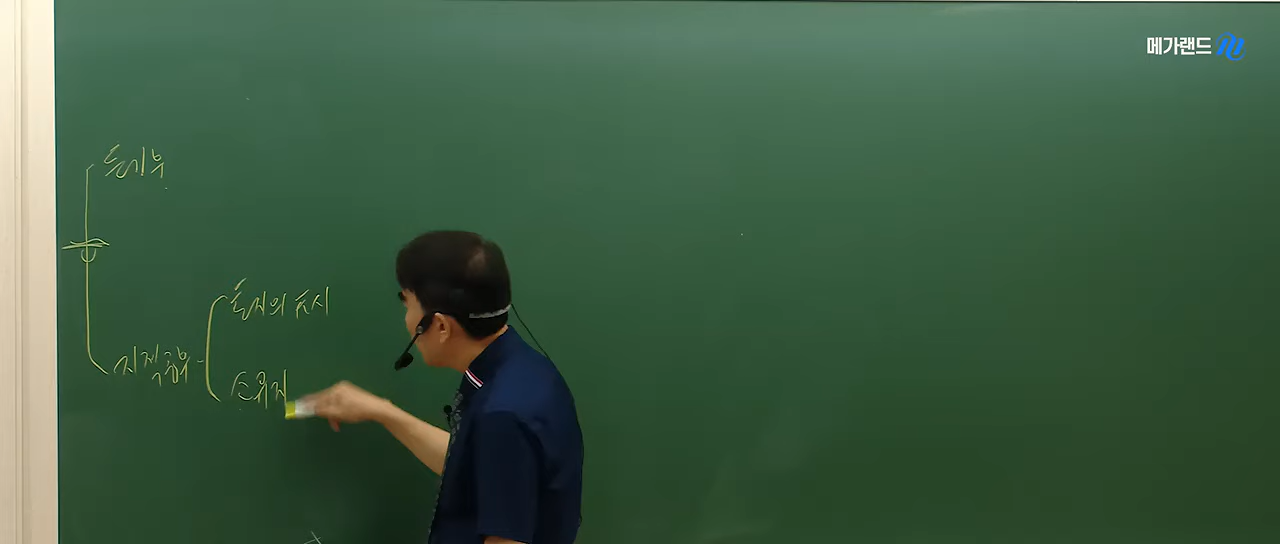 메가랜드
등기부
토지의 표시
지적공부
소유자